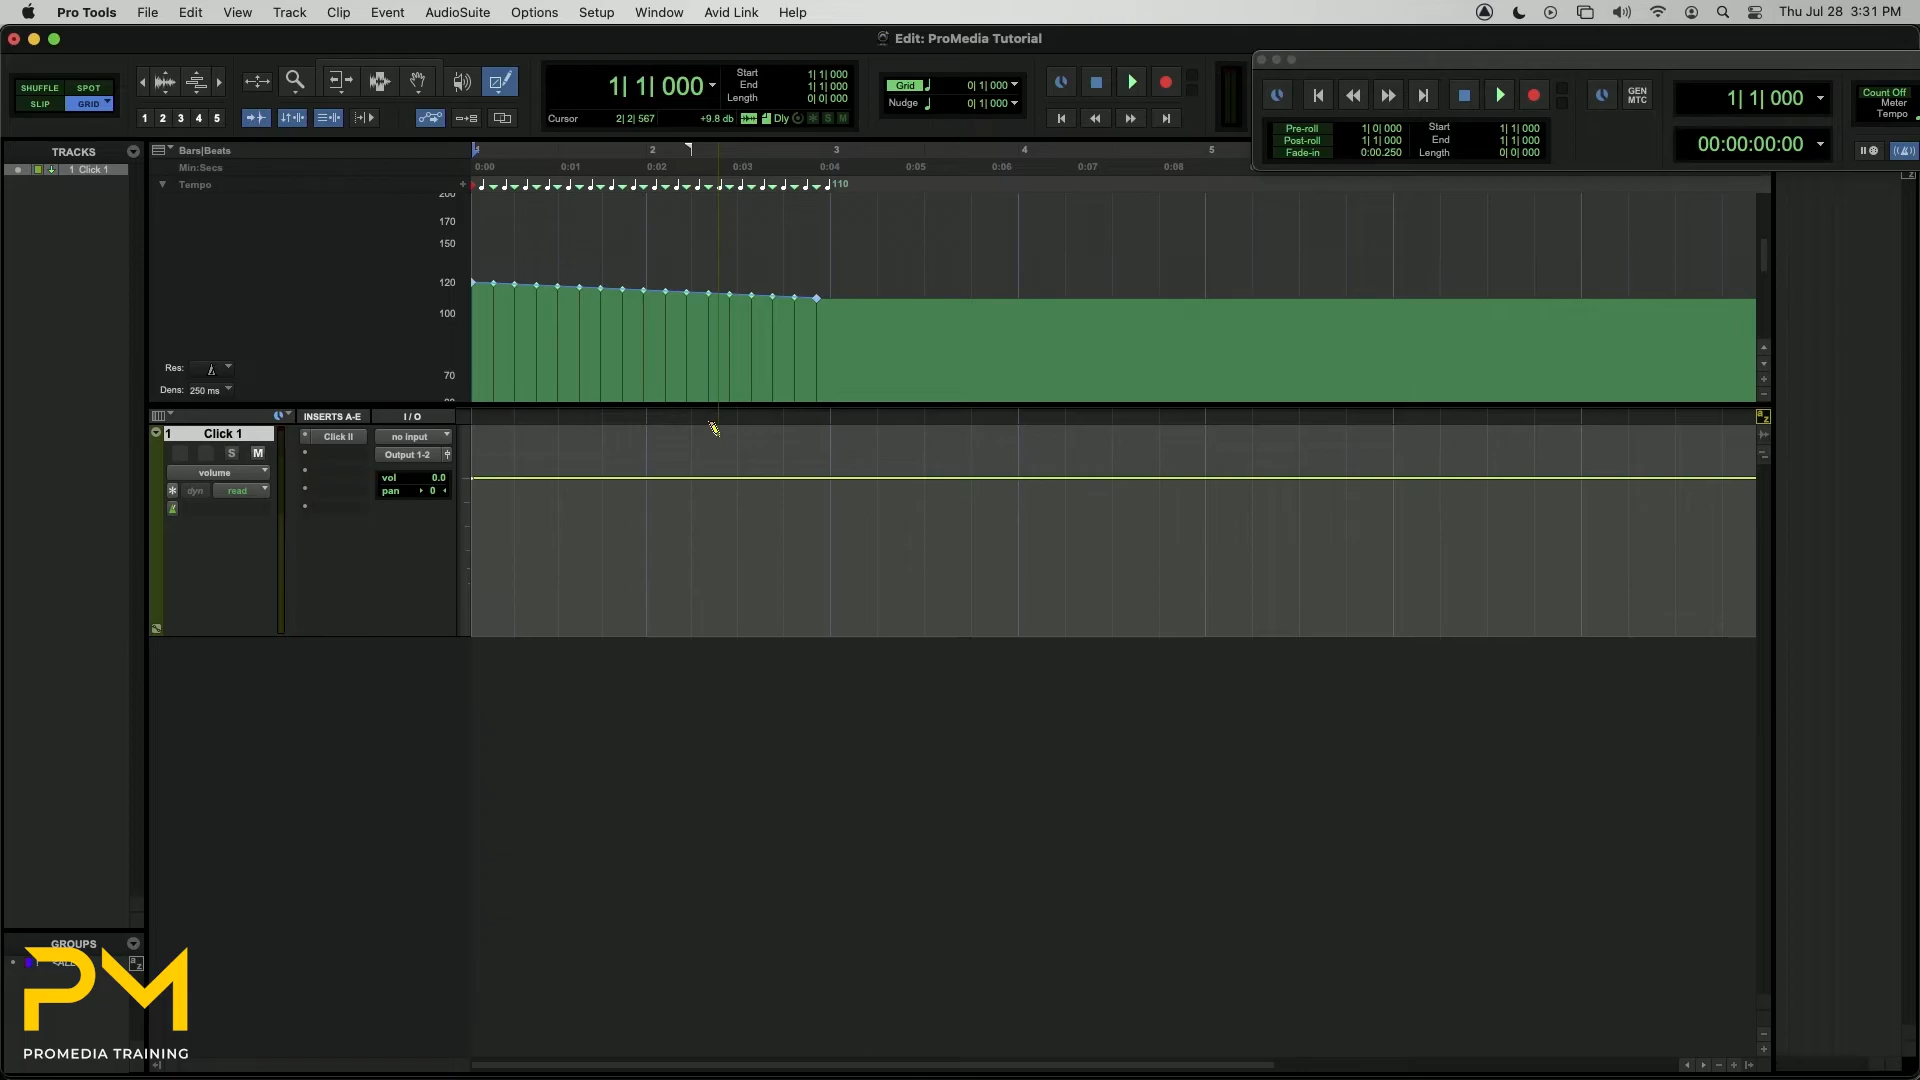 Pro Tools File Edit View Track Clip Event AudioSuite Options Setup Window Avid Link Help Thu Jul 28 3:31 PM
Edit: ProMedia Tutorial
SHUFFLE SPOT
SLIP GRID
1 2 3 4 5
1| 1| 000
Start 1| 1| 000
End 1| 1| 000
Length 0| 0| 000
Cursor 2| 2| 567 +9.8 db Dly S M
Grid 0| 1| 000
Nudge 0| 1| 000
GEN
MTC
1| 1| 000
Count Off
Meter
Tempo
Pre-roll 1| 0| 000 Start 1| 1| 000
Post-roll 1| 1| 000 End 1| 1| 000
Fade-in 0:00.250 Length 0| 0| 000
00:00:00:00
TRACKS
1 Click 1
Bars|Beats 2 3 4 5
Min:Secs 0:00 0:01 0:02 0:03 0:04 0:05 0:06 0:07 0:08
Tempo 110
200
170
150
120
100
70
Res:
Dens: 250 ms
INSERTS A-E I / O
1 Click 1
S M
volume
dyn read
Click II
no input
Output 1-2
vol 0.0
pan 0
a z
GROUPS
a z
PM
PROMEDIA TRAINING